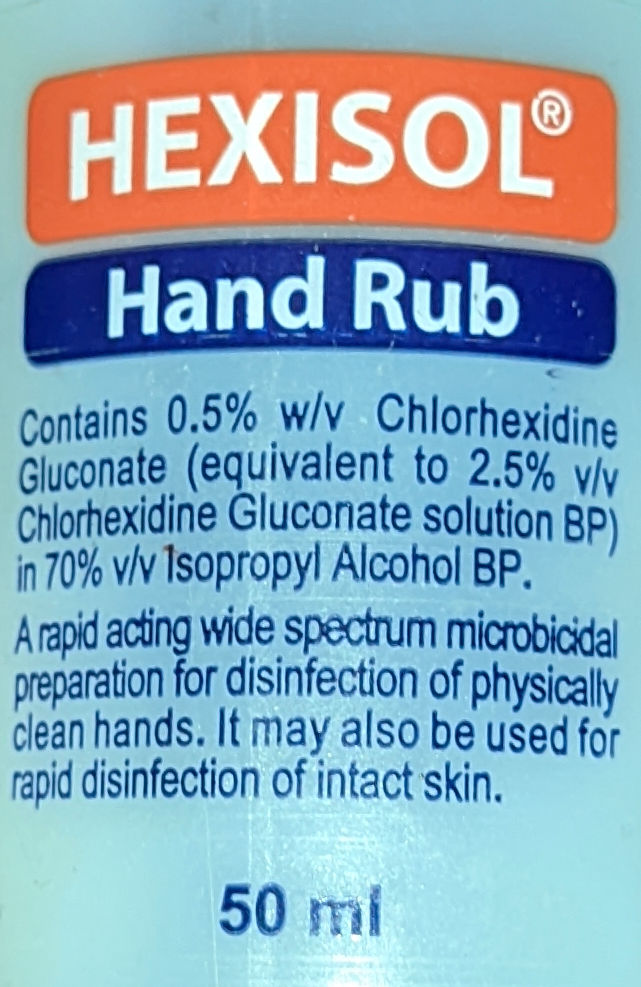 HEXISOL®
Hand Rub
Contains 0.5% w/v Chlorhexidine
Gluconate (equivalent to 2.5% v/v
Chlorhexidine Gluconate solution BP)
in 70% v/v Isopropyl Alcohol BP.
A rapid acting wide spectrum microbicidal
preparation for disinfection of physically
clean hands. It may also be used for
rapid disinfection of intact skin.
50 ml